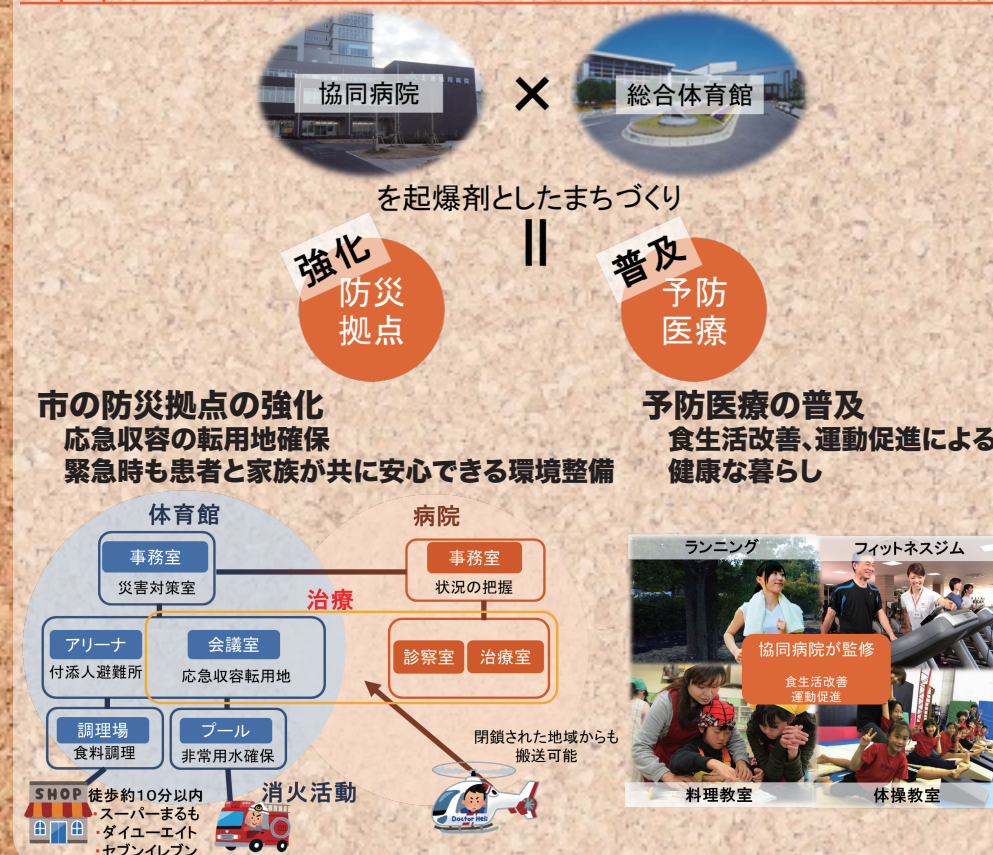 協同病院
×
総合体育館
を起爆剤としたまちづくり
=
強化
防災
拠点
普及
予防
医療
市の防災拠点の強化
応急収容の転用地確保
緊急時も患者と家族が共に安心できる環境整備
予防医療の普及
食生活改善、運動促進による
健康な暮らし
体育館
病院
事務室
災害対策室
事務室
状況の把握
治療
アリーナ
付添人避難所
会議室
応急収容転用地
診察室
治療室
調理場
食料調理
プール
非常用水確保
閉鎖された地域からも
搬送可能
SHOP
徒歩約10分以内
・スーパーまるも
・ダイユーエイト
・セブンイレブン
消火活動
Doctor Heli
ランニング
フィットネスジム
協同病院が監修
食生活改善
運動促進
料理教室
体操教室